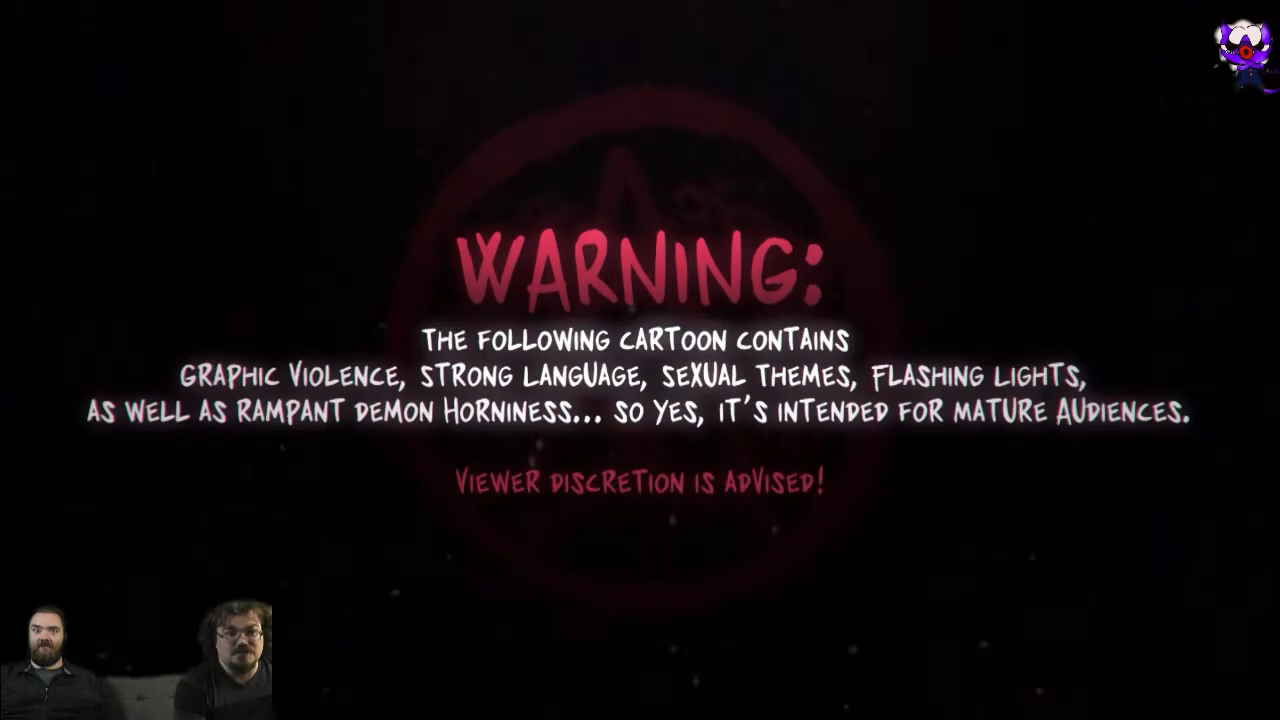 WARNING:
THE FOLLOWING CARTOON CONTAINS
GRAPHIC VIOLENCE, STRONG LANGUAGE, SEXUAL THEMES, FLASHING LIGHTS,
AS WELL AS RAMPANT DEMON HORNINESS... SO YES, IT'S INTENDED FOR MATURE AUDIENCES.
VIEWER DISCRETION IS ADVISED!